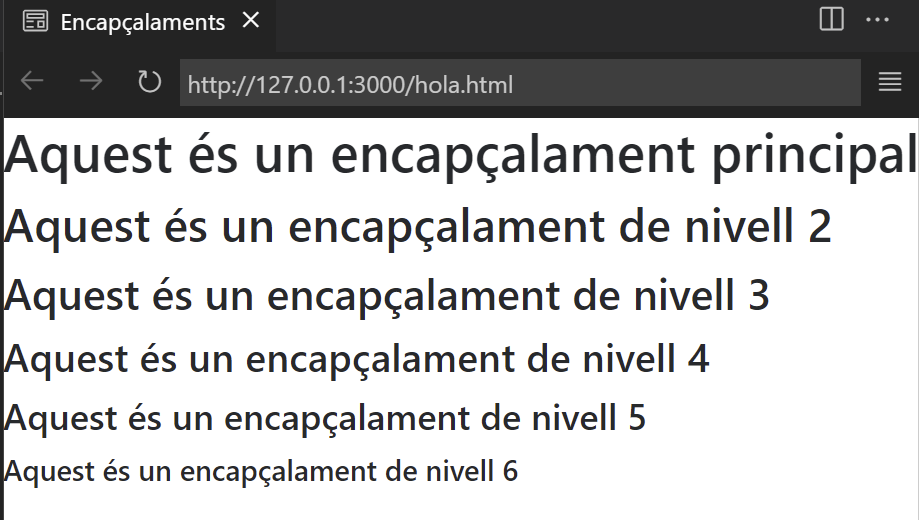 Encapçalaments
http://127.0.0.1:3000/hola.html
Aquest és un encapçalament principal
Aquest és un encapçalament de nivell 2
Aquest és un encapçalament de nivell 3
Aquest és un encapçalament de nivell 4
Aquest és un encapçalament de nivell 5
Aquest és un encapçalament de nivell 6